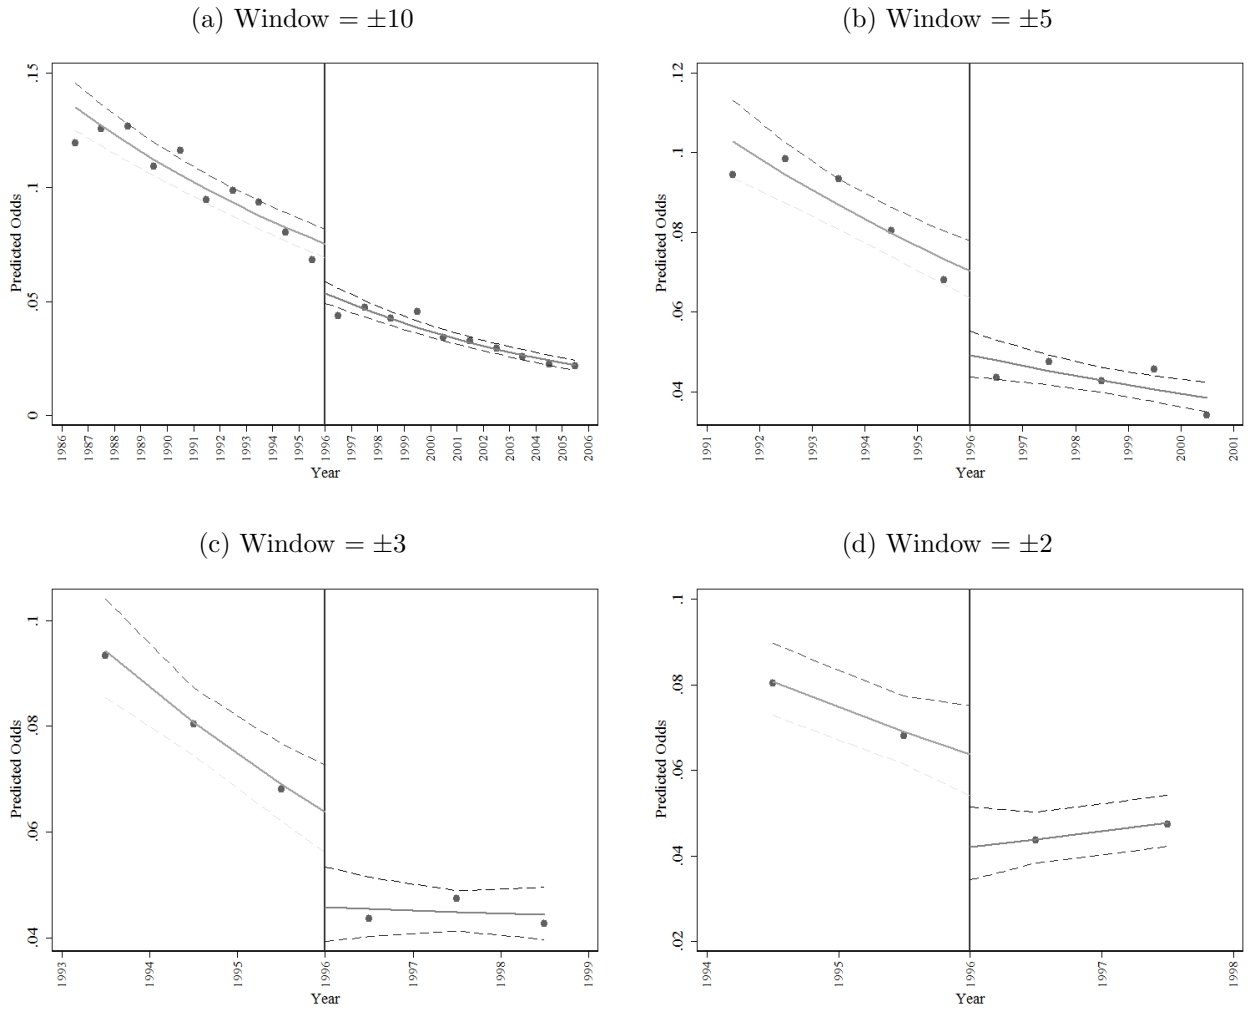 (a) Window = ±10
.15
.1
.05
0
Predicted Odds
1986 1987 1988 1989 1990 1991 1992 1993 1994 1995 1996 1997 1998 1999 2000 2001 2002 2003 2004 2005 2006
Year
(b) Window = ±5
.12
.1
.08
.06
.04
Predicted Odds
1991 1992 1993 1994 1995 1996 1997 1998 1999 2000 2001
Year
(c) Window = ±3
.1
.08
.06
.04
Predicted Odds
1993 1994 1995 1996 1997 1998 1999
Year
(d) Window = ±2
.1
.08
.06
.04
.02
Predicted Odds
1994 1995 1996 1997 1998
Year